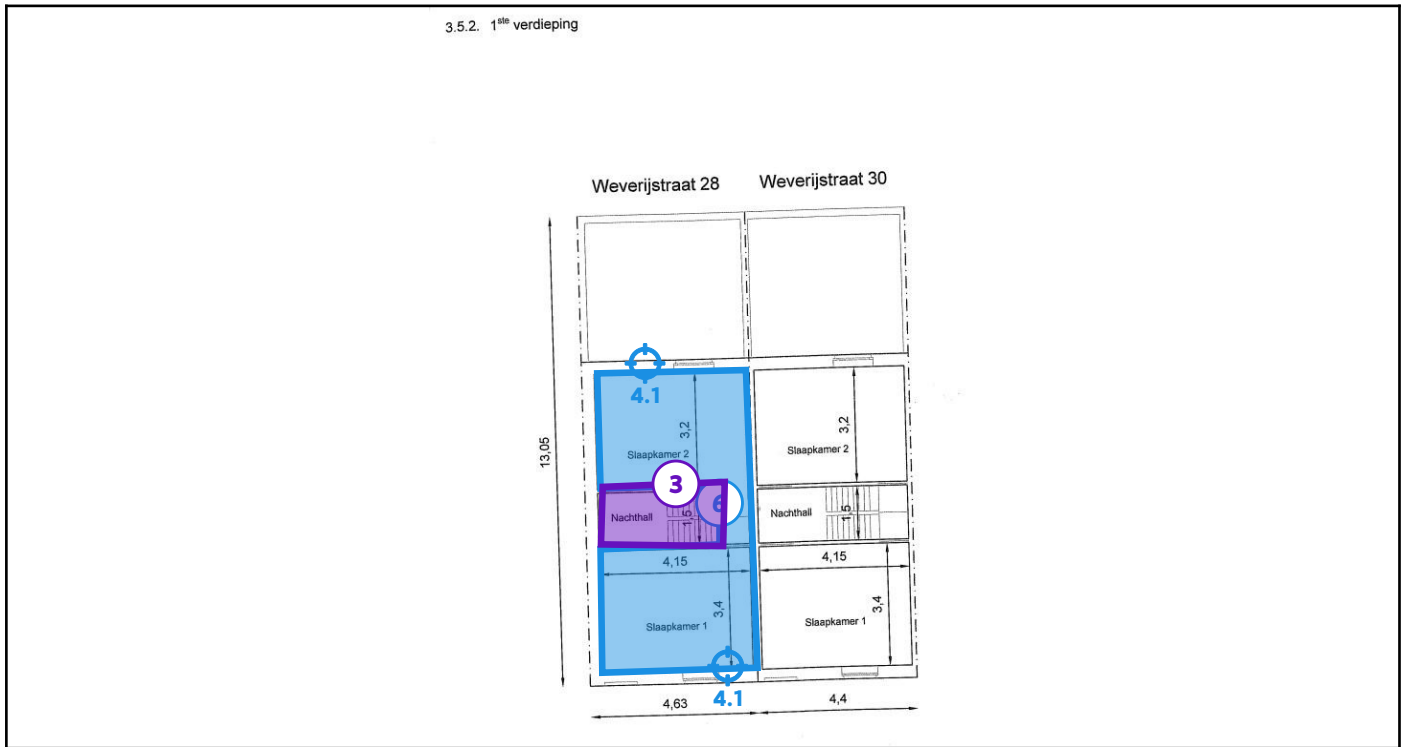 3.5.2. 1ste verdieping
Weverijstraat 28 Weverijstraat 30
13,05
4.1
3,2
3,2
Slaapkamer 2
Slaapkamer 2
3
6
Nachthall
1,5
Nachthall
1,5
4,15
4,15
3,4
3,4
Slaapkamer 1
Slaapkamer 1
4.1
4,63
4,4